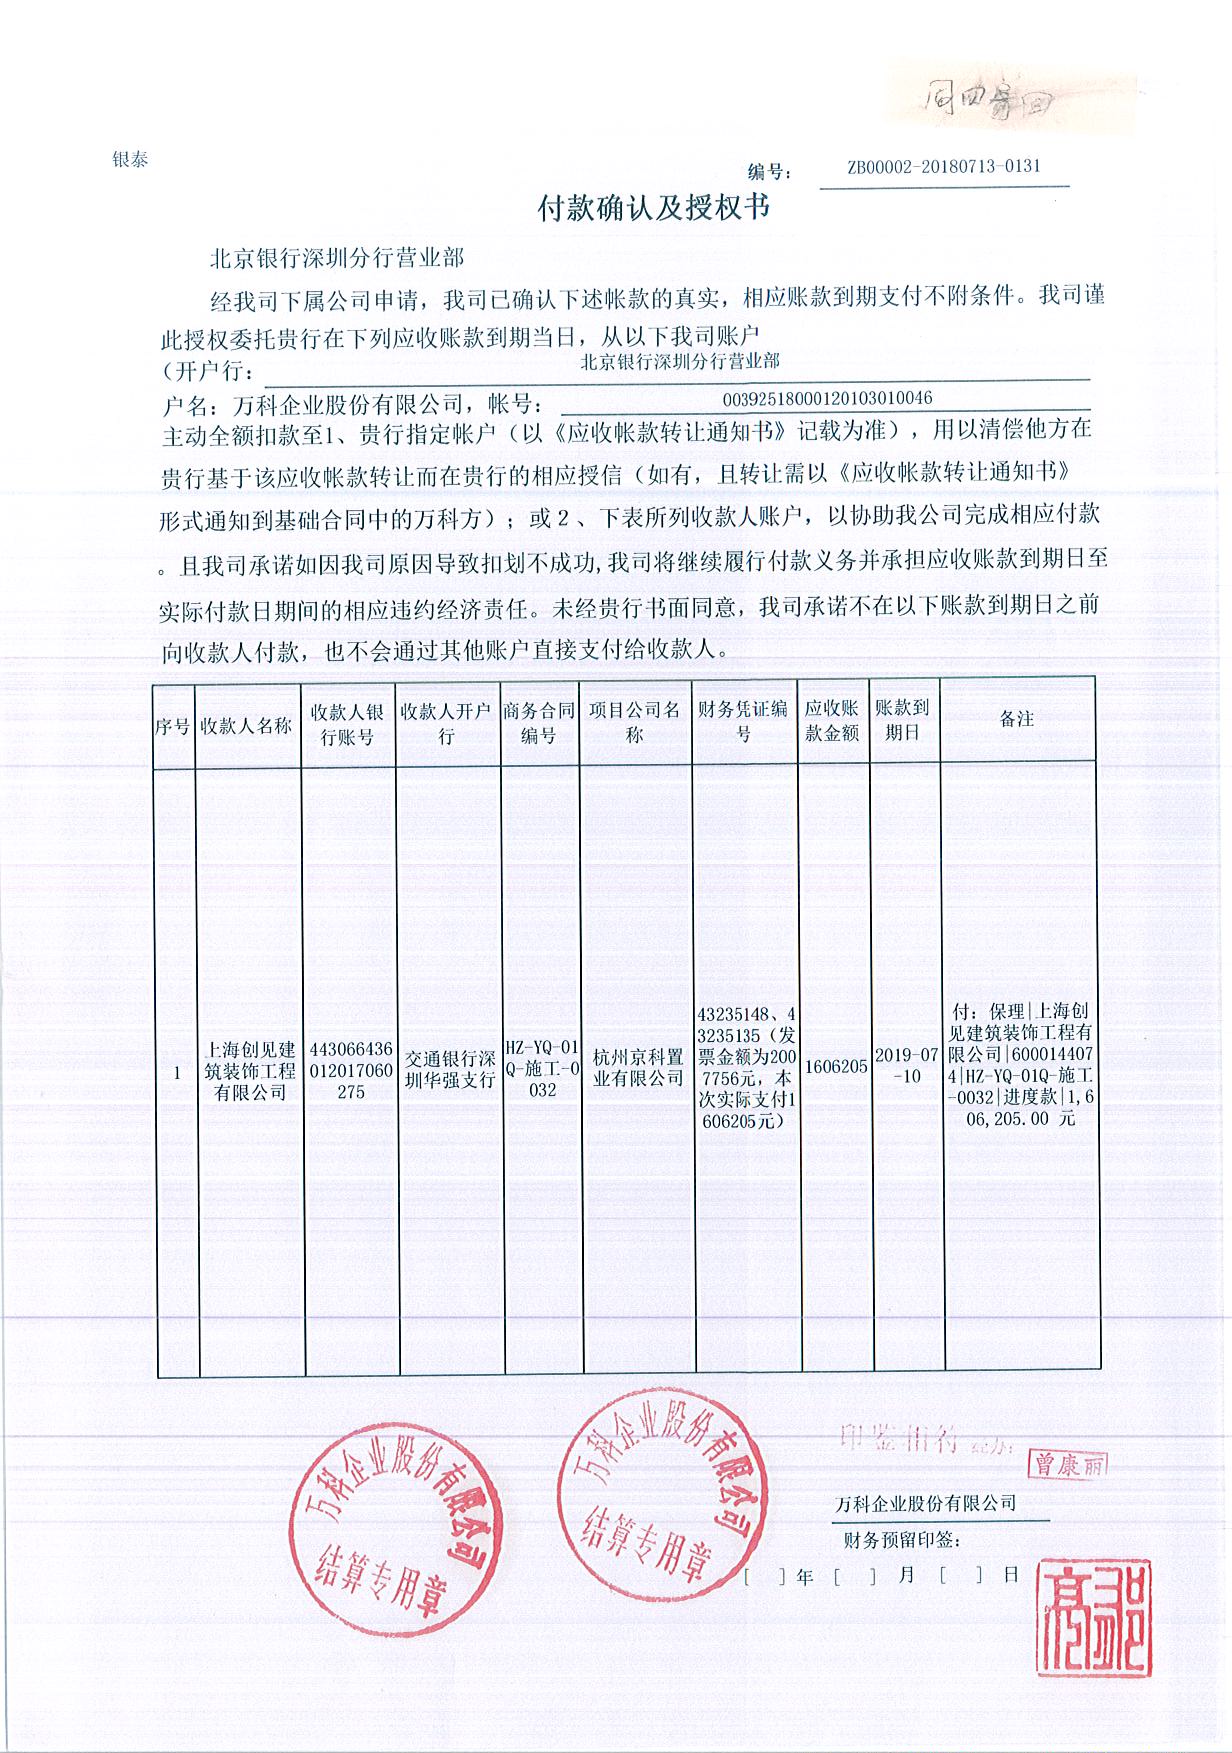 周四寄回
银泰
编号： ZB00002-20180713-0131
付款确认及授权书
北京银行深圳分行营业部
经我司下属公司申请，我司已确认下述帐款的真实，相应账款到期支付不附条件。我司谨
此授权委托贵行在下列应收账款到期当日，从以下我司账户
（开户行： 北京银行深圳分行营业部
户名：万科企业股份有限公司，帐号： 00392518000120103010046
主动全额扣款至1、贵行指定帐户（以《应收帐款转让通知书》记载为准），用以清偿他方在
贵行基于该应收帐款转让而在贵行的相应授信（如有，且转让需以《应收帐款转让通知书》
形式通知到基础合同中的万科方）；或２、下表所列收款人账户，以协助我公司完成相应付款
。且我司承诺如因我司原因导致扣划不成功,我司将继续履行付款义务并承担应收账款到期日至
实际付款日期间的相应违约经济责任。未经贵行书面同意，我司承诺不在以下账款到期日之前
向收款人付款，也不会通过其他账户直接支付给收款人。
序号
收款人名称
收款人银
行账号
收款人开户
行
商务合同
编号
项目公司名
称
财务凭证编
号
应收账
款金额
账款到
期日
备注
1
上海创见建
筑装饰工程
有限公司
443066436
012017060
275
交通银行深
圳华强支行
HZ-YQ-01
Q-施工-0
032
杭州京科置
业有限公司
43235148、4
3235135（发
票金额为200
7756元，本
次实际支付1
606205元）
1606205
2019-07
-10
付：保理|上海创
见建筑装饰工程有
限公司|600014407
4|HZ-YQ-01Q-施工
-0032|进度款|1,6
06,205.00 元
万科企业股份有限公司
结算专用章
万科企业股份有限公司
结算专用章
印鉴相符 经办：
曾康丽
万科企业股份有限公司
财务预留印签：
[ ]年 [ ] 月 [ ] 日